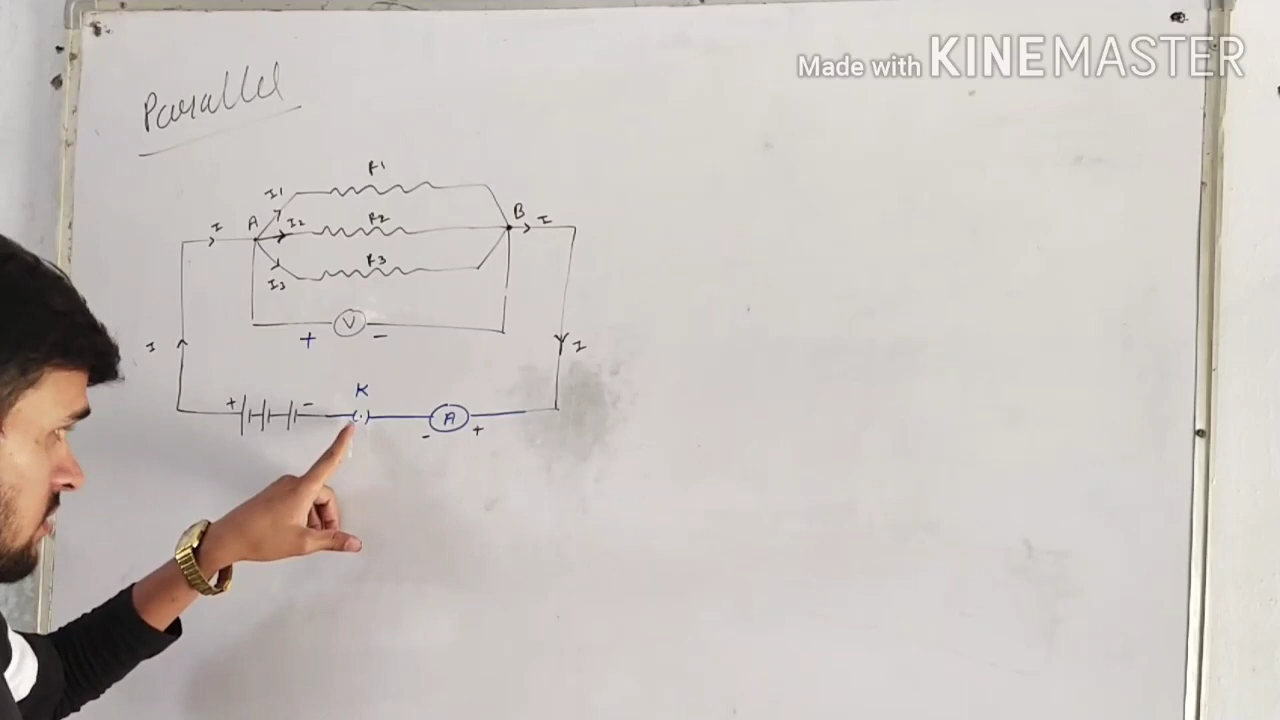 Made with KINEMASTER
Parallel
R1
I1
A I2 R2 B I
I
I3 R3
V
+ -
I I
K
+ - A
- +